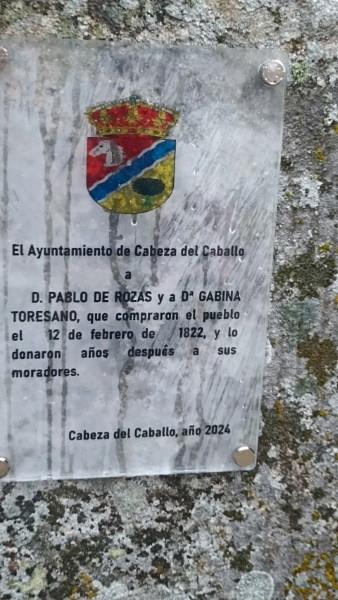 El Ayuntamiento de Cabeza del Caballo
a
D. PABLO DE ROZAS y a Dª GABINA
TORESANO, que compraron el pueblo
el 12 de febrero de 1822, y lo
donaron años después a sus
moradores.
Cabeza del Caballo, año 2024